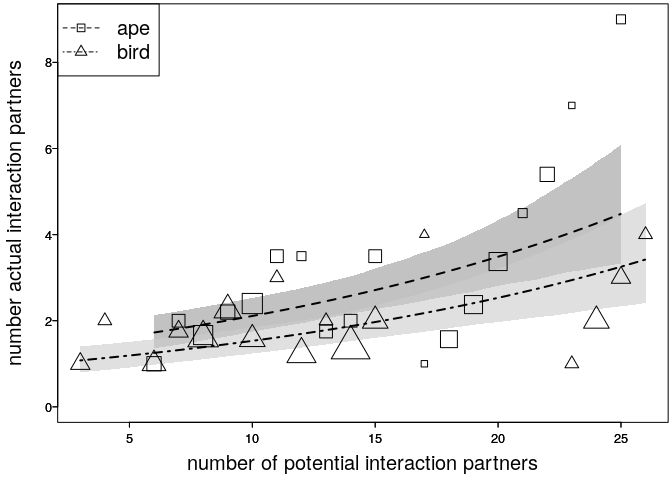 ape
bird
number actual interaction partners
8
6
4
2
0
5
10
15
20
25
number of potential interaction partners